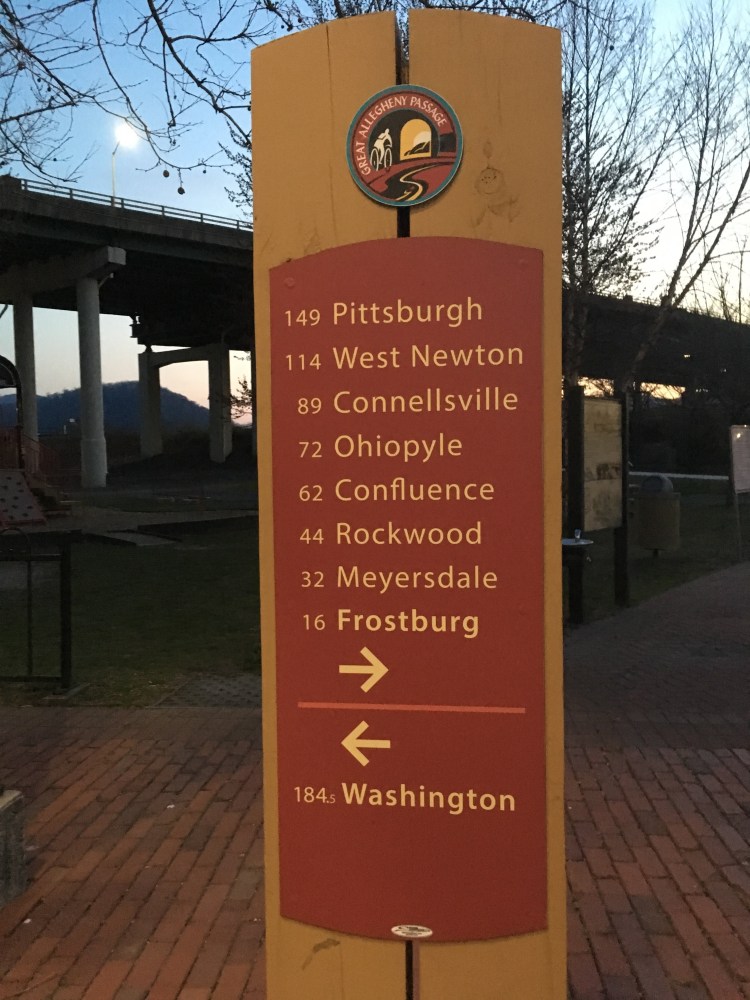 GREAT ALLEGHENY PASSAGE
149 Pittsburgh
114 West Newton
89 Connellsville
72 Ohiopyle
62 Confluence
44 Rockwood
32 Meyersdale
16 Frostburg
→
←
184.5 Washington